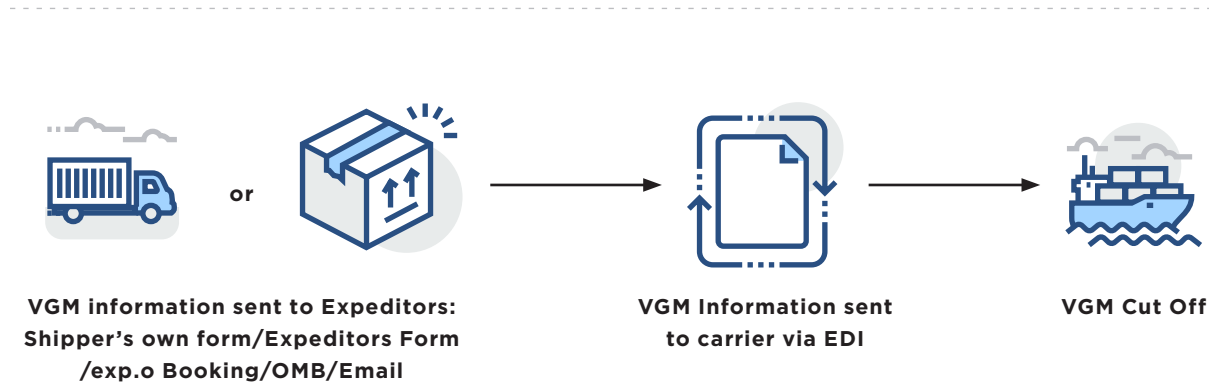 or
VGM information sent to Expeditors:
Shipper’s own form/Expeditors Form
/exp.o Booking/OMB/Email
VGM Information sent
to carrier via EDI
VGM Cut Off